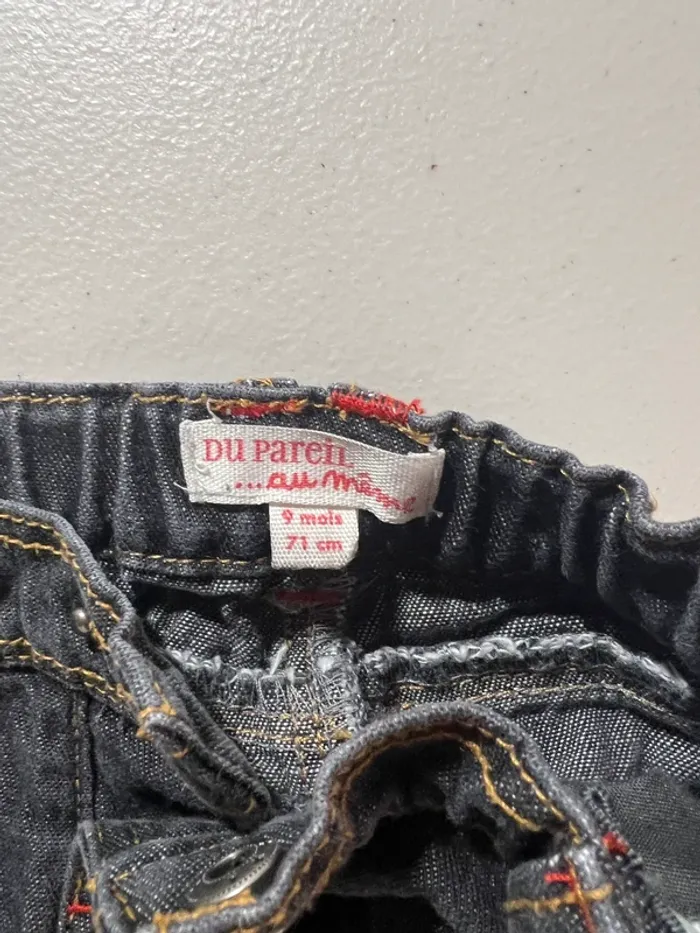 DU PAREIL
...au même
9 mois
71 cm